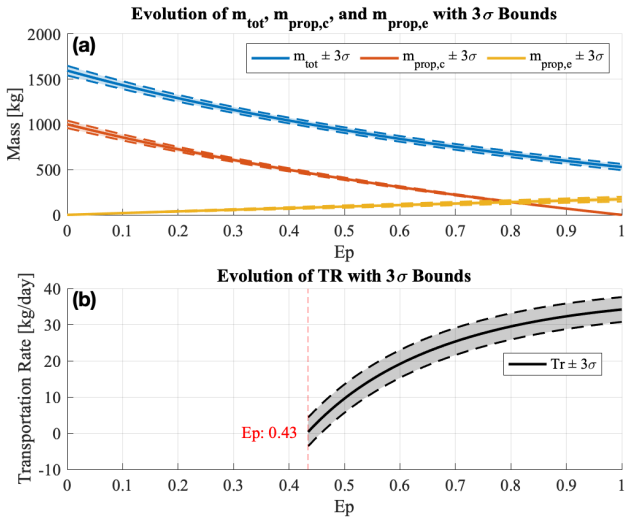 Evolution of m_tot, m_prop,c, and m_prop,e with 3σ Bounds
(a)
m_tot ± 3σ m_prop,c ± 3σ m_prop,e ± 3σ
Mass [kg]
2000
1500
1000
500
0
0 0.1 0.2 0.3 0.4 0.5 0.6 0.7 0.8 0.9 1
Ep
Evolution of TR with 3σ Bounds
(b)
Tr ± 3σ
Transportation Rate [kg/day]
40
30
20
10
0
-10
Ep: 0.43
0 0.1 0.2 0.3 0.4 0.5 0.6 0.7 0.8 0.9 1
Ep